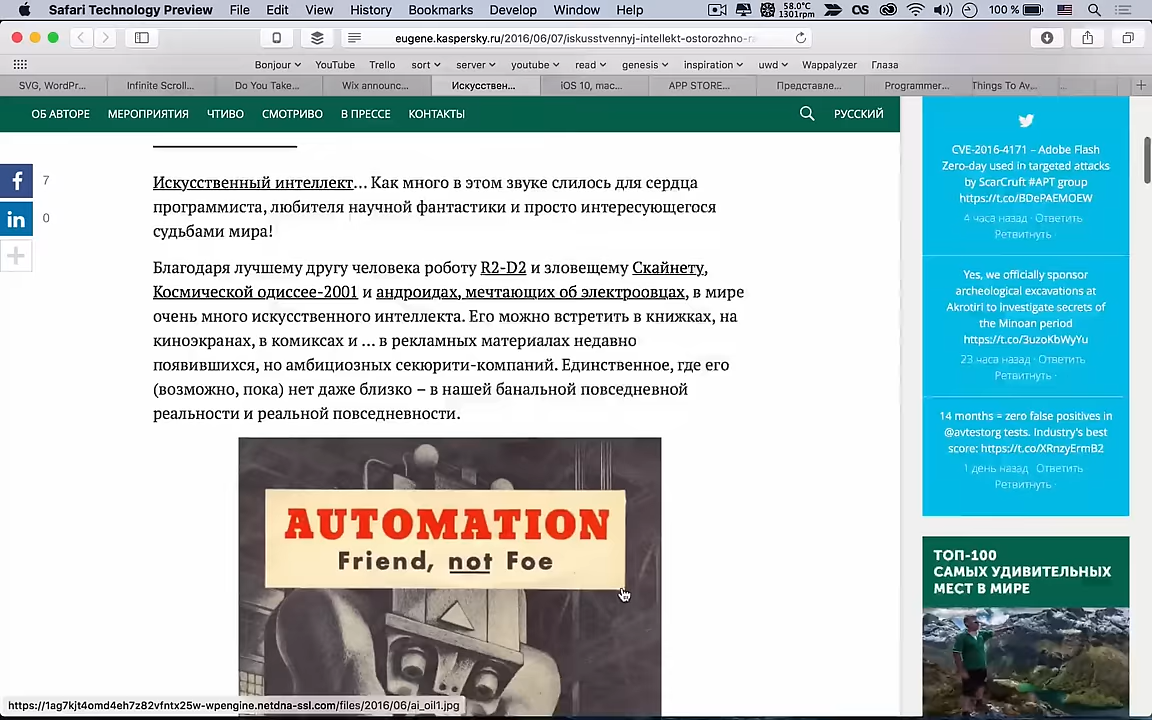 Safari Technology Preview File Edit View History Bookmarks Develop Window Help 58.0°C 1301rpm 100 %
eugene.kaspersky.ru/2016/06/07/iskusstvennyj-intellekt-ostorozhno-
Bonjour YouTube Trello sort server youtube read genesis inspiration uwd Wappalyzer Глаза
SVG, WordPr... Infinite Scroll... Do You Take... Wix announc... Искусствен... iOS 10, mac... APP STORE... Представле... Programmer... Things To Av...
ОБ АВТОРЕ МЕРОПРИЯТИЯ ЧТИВО СМОТРИВО В ПРЕССЕ КОНТАКТЫ РУССКИЙ
7
0
Искусственный интеллект… Как много в этом звуке слилось для сердца
программиста, любителя научной фантастики и просто интересующегося
судьбами мира!
Благодаря лучшему другу человека роботу R2-D2 и зловещему Скайнету,
Космической одиссее-2001 и андроидах, мечтающих об электроовцах, в мире
очень много искусственного интеллекта. Его можно встретить в книжках, на
киноэкранах, в комиксах и … в рекламных материалах недавно
появившихся, но амбициозных секюрити-компаний. Единственное, где его
(возможно, пока) нет даже близко – в нашей банальной повседневной
реальности и реальной повседневности.
AUTOMATION
Friend, not Foe
CVE-2016-4171 – Adobe Flash
Zero-day used in targeted attacks
by ScarCruft #APT group
https://t.co/BDePAEMOEW
4 часа назад · Ответить
Ретвитнуть ·
Yes, we officially sponsor
archeological excavations at
Akrotiri to investigate secrets of
the Minoan period
https://t.co/3uzoKbWyYu
23 часа назад · Ответить
Ретвитнуть ·
14 months = zero false positives in
@avtestorg tests. Industry's best
score: https://t.co/XRnzyErmB2
1 день назад · Ответить
Ретвитнуть ·
ТОП-100
САМЫХ УДИВИТЕЛЬНЫХ
МЕСТ В МИРЕ
https://1ag7kjt4omd4eh7z82vfntx25w-wpengine.netdna-ssl.com/files/2016/06/ai_oil1.jpg